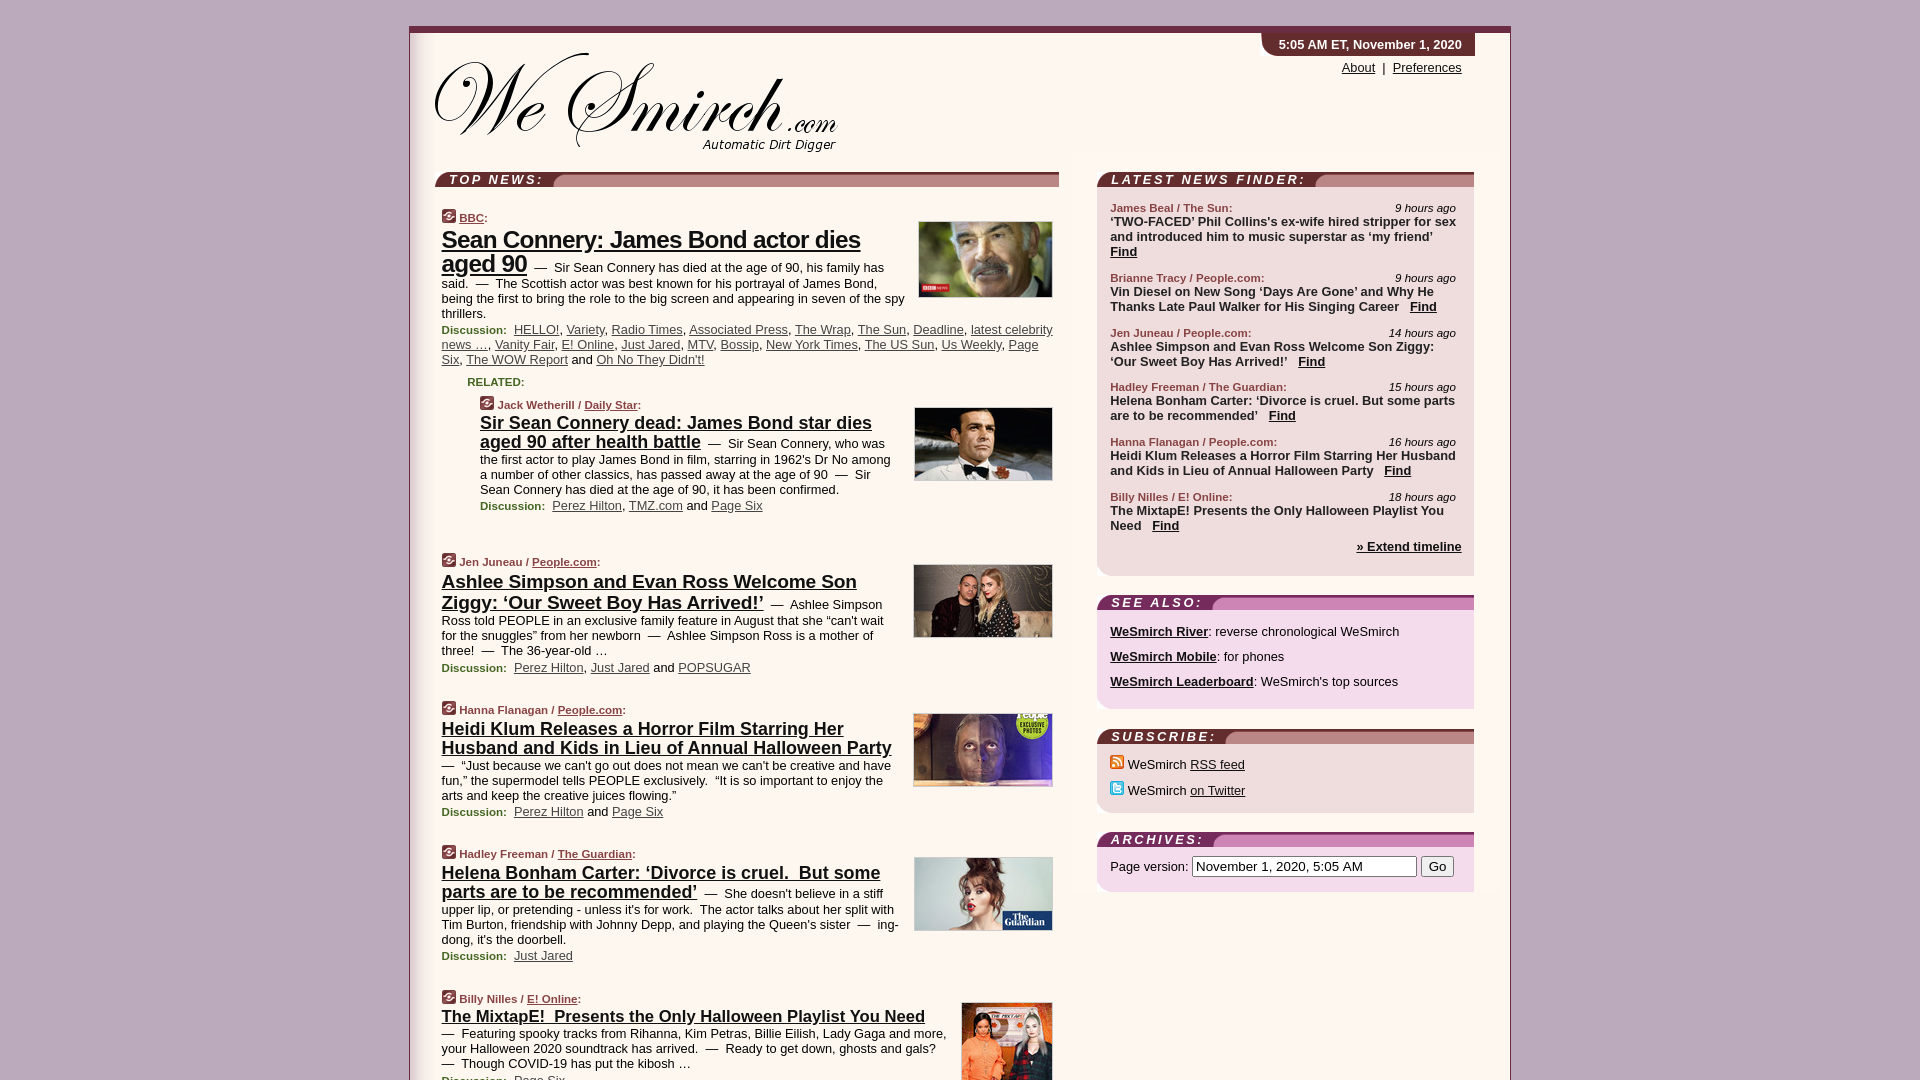 5:05 AM ET, November 1, 2020
About | Preferences
We Smirch .com
Automatic Dirt Digger
TOP NEWS:
BBC:
Sean Connery: James Bond actor dies
aged 90 — Sir Sean Connery has died at the age of 90, his family has
said. — The Scottish actor was best known for his portrayal of James Bond,
being the first to bring the role to the big screen and appearing in seven of the spy
thrillers.
BBC NEWS
Discussion: HELLO!, Variety, Radio Times, Associated Press, The Wrap, The Sun, Deadline, latest celebrity
news …, Vanity Fair, E! Online, Just Jared, MTV, Bossip, New York Times, The US Sun, Us Weekly, Page
Six, The WOW Report and Oh No They Didn't!
RELATED:
Jack Wetherill / Daily Star:
Sir Sean Connery dead: James Bond star dies
aged 90 after health battle — Sir Sean Connery, who was
the first actor to play James Bond in film, starring in 1962's Dr No among
a number of other classics, has passed away at the age of 90 — Sir
Sean Connery has died at the age of 90, it has been confirmed.
Discussion: Perez Hilton, TMZ.com and Page Six
Jen Juneau / People.com:
Ashlee Simpson and Evan Ross Welcome Son
Ziggy: ‘Our Sweet Boy Has Arrived!’ — Ashlee Simpson
Ross told PEOPLE in an exclusive family feature in August that she “can't wait
for the snuggles” from her newborn — Ashlee Simpson Ross is a mother of
three! — The 36-year-old …
Discussion: Perez Hilton, Just Jared and POPSUGAR
Hanna Flanagan / People.com:
Heidi Klum Releases a Horror Film Starring Her
Husband and Kids in Lieu of Annual Halloween Party
— “Just because we can't go out does not mean we can't be creative and have
fun,” the supermodel tells PEOPLE exclusively. “It is so important to enjoy the
arts and keep the creative juices flowing.”
People
EXCLUSIVE
PHOTOS
Discussion: Perez Hilton and Page Six
Hadley Freeman / The Guardian:
Helena Bonham Carter: ‘Divorce is cruel. But some
parts are to be recommended’ — She doesn't believe in a stiff
upper lip, or pretending - unless it's for work. The actor talks about her split with
Tim Burton, friendship with Johnny Depp, and playing the Queen's sister — ing-
dong, it's the doorbell.
The
Guardian
Discussion: Just Jared
Billy Nilles / E! Online:
The MixtapE! Presents the Only Halloween Playlist You Need
— Featuring spooky tracks from Rihanna, Kim Petras, Billie Eilish, Lady Gaga and more,
your Halloween 2020 soundtrack has arrived. — Ready to get down, ghosts and gals?
— Though COVID-19 has put the kibosh …
THE MIXTAPE!
Discussion: Page Six
LATEST NEWS FINDER:
James Beal / The Sun: 9 hours ago
‘TWO-FACED’ Phil Collins's ex-wife hired stripper for sex
and introduced him to music superstar as ‘my friend’
Find
Brianne Tracy / People.com: 9 hours ago
Vin Diesel on New Song ‘Days Are Gone’ and Why He
Thanks Late Paul Walker for His Singing Career Find
Jen Juneau / People.com: 14 hours ago
Ashlee Simpson and Evan Ross Welcome Son Ziggy:
‘Our Sweet Boy Has Arrived!’ Find
Hadley Freeman / The Guardian: 15 hours ago
Helena Bonham Carter: ‘Divorce is cruel. But some parts
are to be recommended’ Find
Hanna Flanagan / People.com: 16 hours ago
Heidi Klum Releases a Horror Film Starring Her Husband
and Kids in Lieu of Annual Halloween Party Find
Billy Nilles / E! Online: 18 hours ago
The MixtapE! Presents the Only Halloween Playlist You
Need Find
» Extend timeline
SEE ALSO:
WeSmirch River: reverse chronological WeSmirch
WeSmirch Mobile: for phones
WeSmirch Leaderboard: WeSmirch's top sources
SUBSCRIBE:
WeSmirch RSS feed
WeSmirch on Twitter
ARCHIVES:
Page version: November 1, 2020, 5:05 AM Go